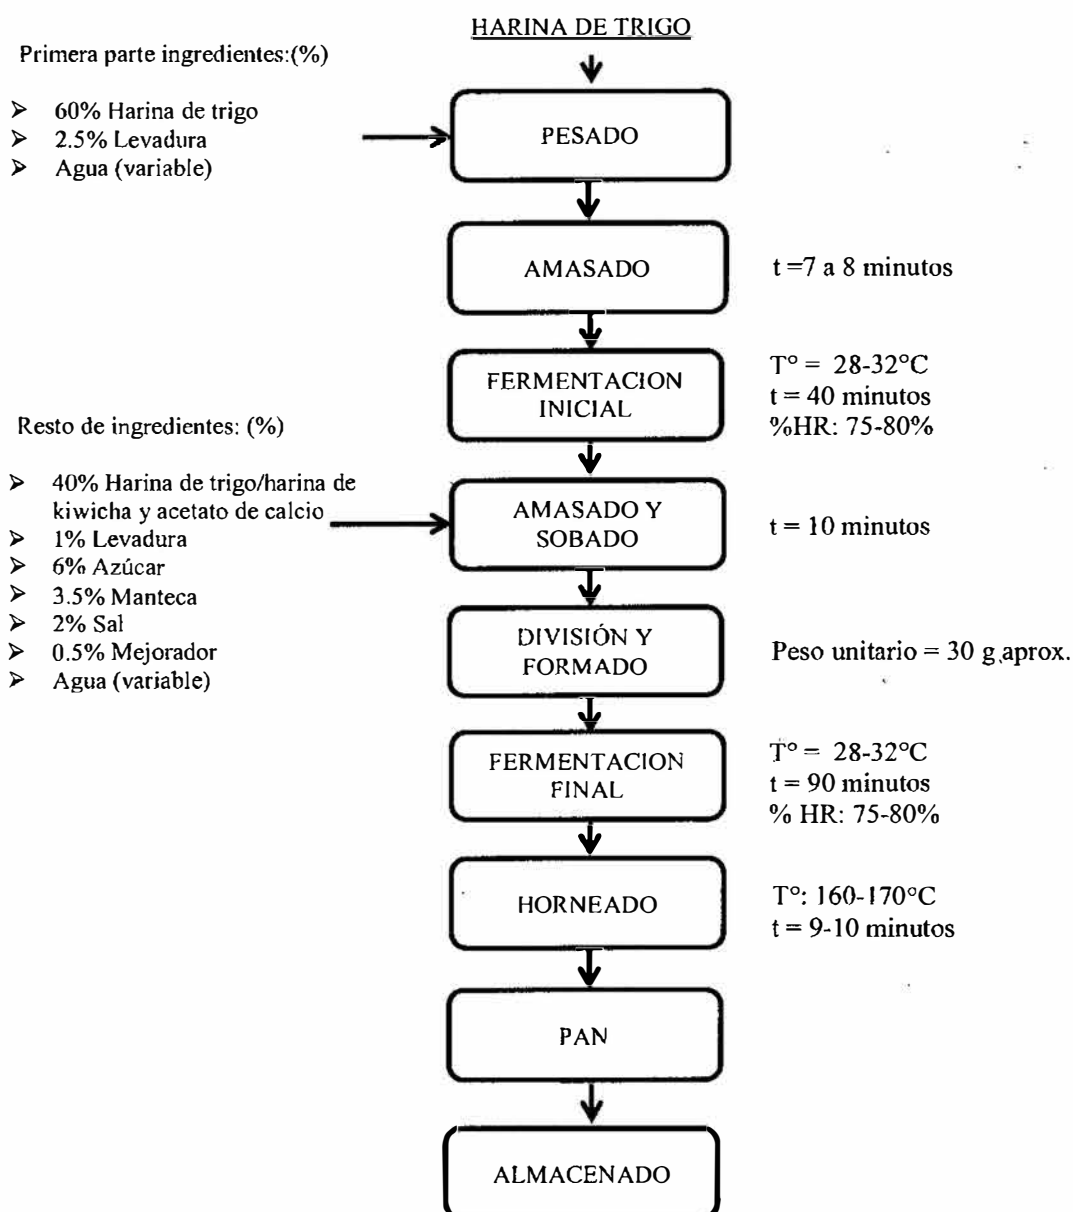 HARINA DE TRIGO
Primera parte ingredientes:(%)
➢ 60% Harina de trigo
➢ 2.5% Levadura
➢ Agua (variable)
PESADO
AMASADO
t =7 a 8 minutos
FERMENTACION
INICIAL
T° = 28-32°C
t = 40 minutos
%HR: 75-80%
Resto de ingredientes: (%)
➢ 40% Harina de trigo/harina de
kiwicha y acetato de calcio
➢ 1% Levadura
➢ 6% Azúcar
➢ 3.5% Manteca
➢ 2% Sal
➢ 0.5% Mejorador
➢ Agua (variable)
AMASADO Y
SOBADO
t = 10 minutos
DIVISIÓN Y
FORMADO
Peso unitario = 30 g aprox.
FERMENTACION
FINAL
T° = 28-32°C
t = 90 minutos
% HR: 75-80%
HORNEADO
T°: 160-170°C
t = 9-10 minutos
PAN
ALMACENADO